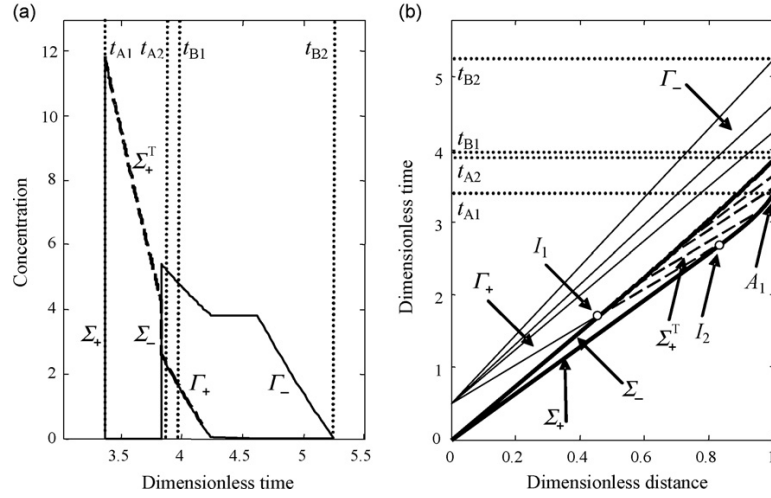 (a)
12
10
8
6
4
2
0
Concentration
t_A1 t_A2 t_B1 t_B2
Σ_+^T
Σ_+ Σ_- Γ_+ Γ_-
3.5 4 4.5 5 5.5
Dimensionless time
(b)
5
4
3
2
1
0
Dimensionless time
t_B2
t_B1
t_A2
t_A1
Γ_-
I_1
Γ_+
Σ_+^T I_2 A_1
Σ_+ Σ_-
0 0.2 0.4 0.6 0.8 1
Dimensionless distance